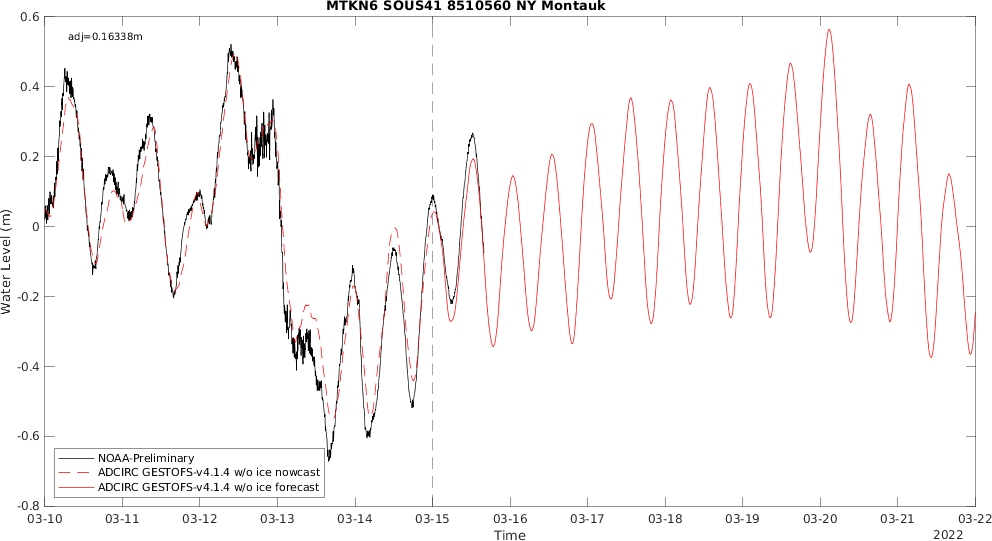 MTKN6 SOUS41 8510560 NY Montauk
adj=0.16338m
Water Level (m)
0.6
0.4
0.2
0
-0.2
-0.4
-0.6
-0.8
NOAA-Preliminary
ADCIRC GESTOFS-v4.1.4 w/o ice nowcast
ADCIRC GESTOFS-v4.1.4 w/o ice forecast
03-10 03-11 03-12 03-13 03-14 03-15 03-16 03-17 03-18 03-19 03-20 03-21 03-22
Time
2022